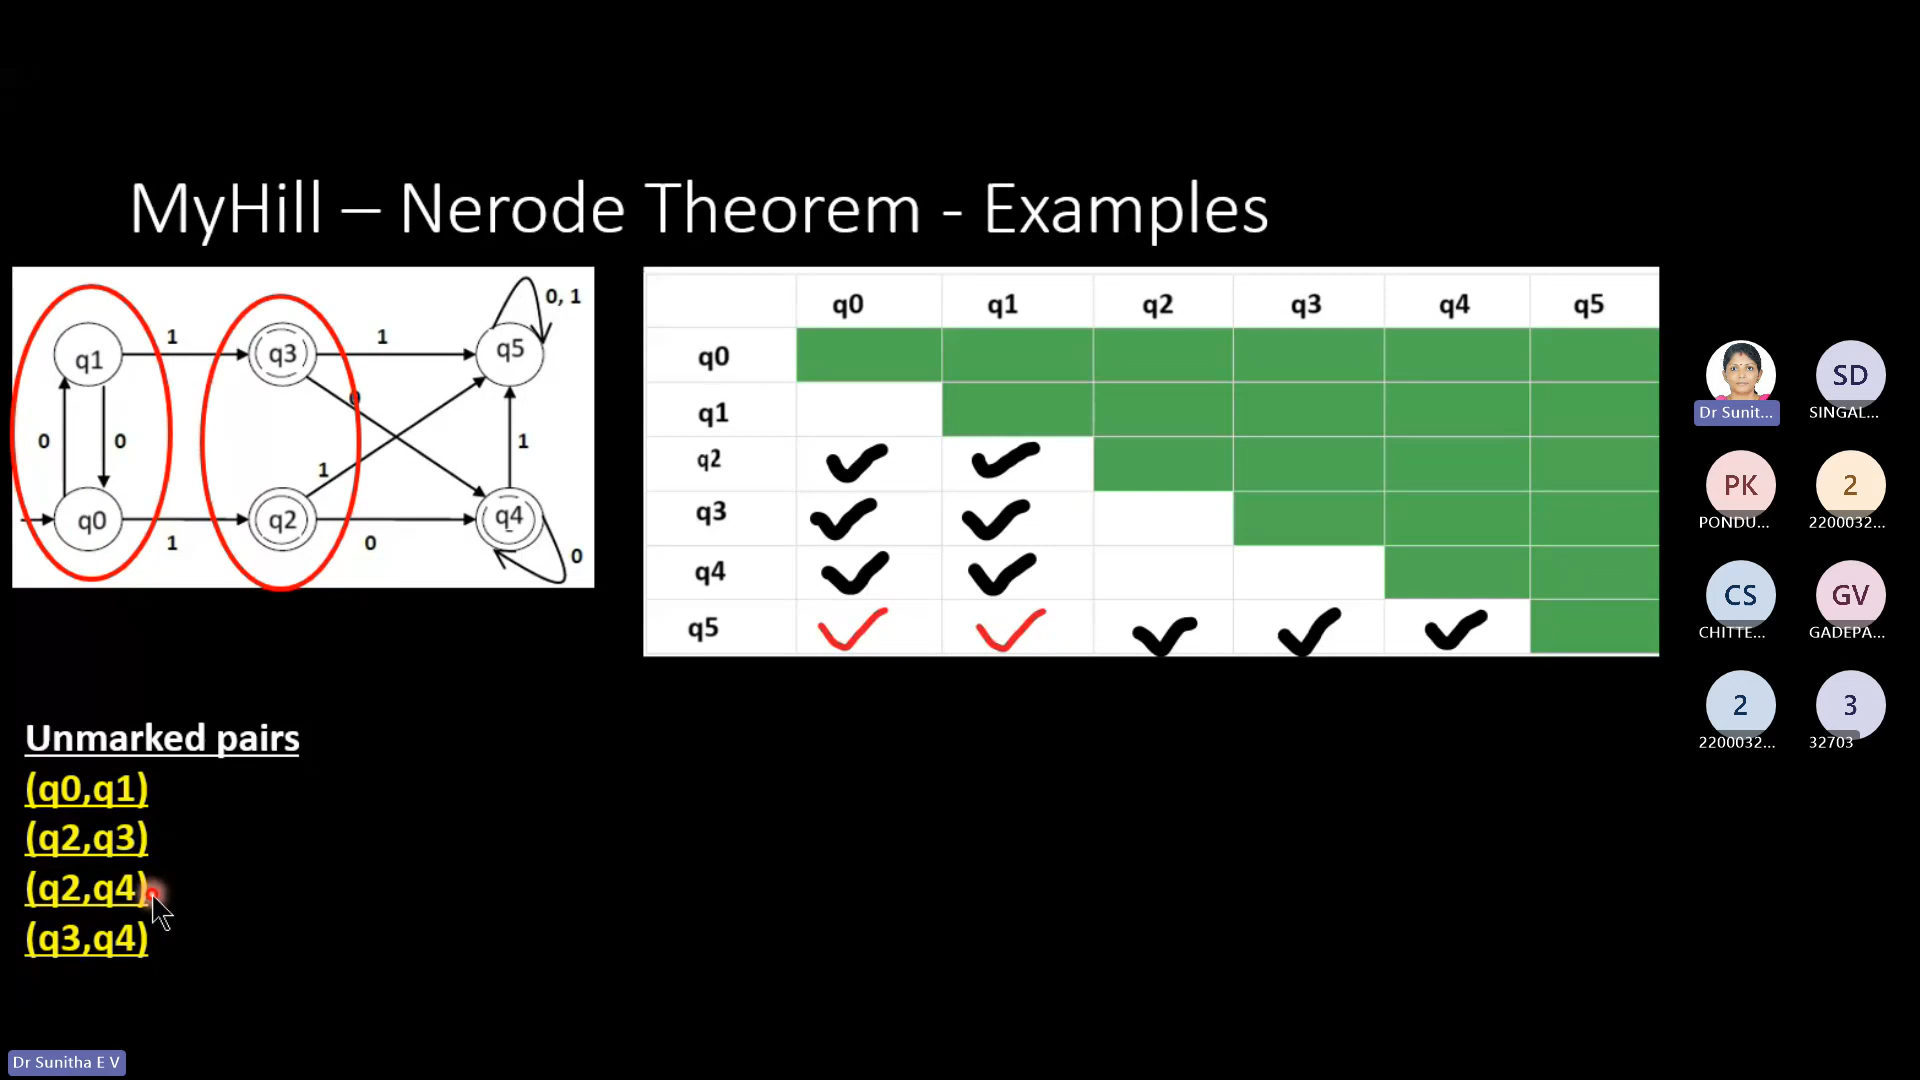 MyHill – Nerode Theorem - Examples
0, 1
1
1
q1
q3
q5
0
0
0
1
1
q0
q2
q4
1
0
0
q0 q1 q2 q3 q4 q5
q0
q1
q2
q3
q4
q5
Unmarked pairs
(q0,q1)
(q2,q3)
(q2,q4)
(q3,q4)
Dr Sunit...
SD
SINGAL...
PK
PONDU...
2
2200032...
CS
CHITTE...
GV
GADEPA...
2
2200032...
3
32703
Dr Sunitha E V